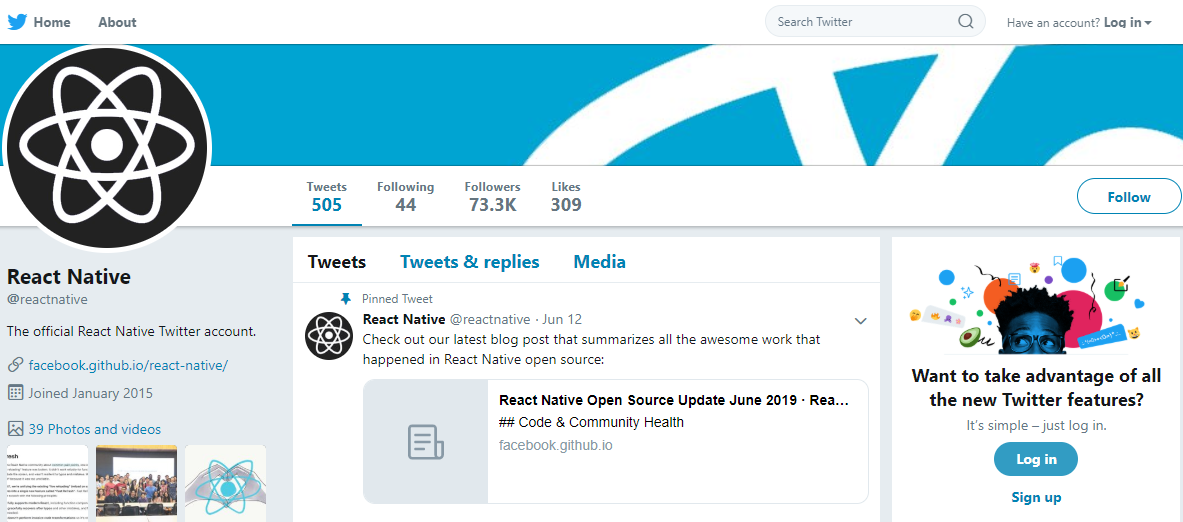 Home
About
Search Twitter
Have an account? Log in
Tweets
505
Following
44
Followers
73.3K
Likes
309
Follow
React Native
@reactnative
The official React Native Twitter account.
facebook.github.io/react-native/
Joined January 2015
39 Photos and videos
Tweets
Tweets & replies
Media
Pinned Tweet
React Native @reactnative · Jun 12
Check out our latest blog post that summarizes all the awesome work that
happened in React Native open source:
React Native Open Source Update June 2019 · Rea…
## Code & Community Health
facebook.github.io
Want to take advantage of all
the new Twitter features?
It's simple – just log in.
Log in
Sign up